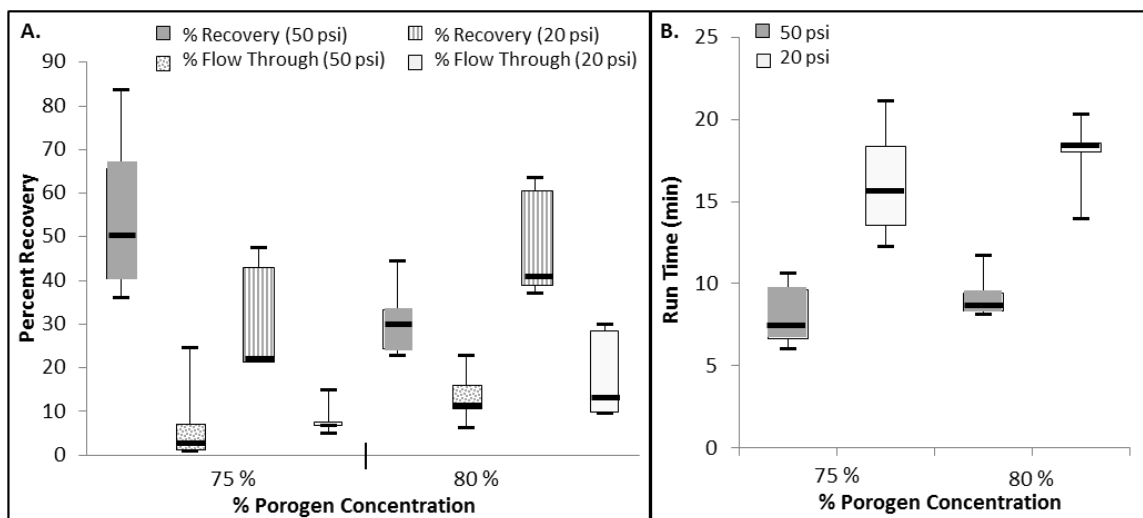 A.
% Recovery (50 psi) % Recovery (20 psi)
% Flow Through (50 psi) % Flow Through (20 psi)
90
80
70
60
50
40
30
20
10
0
Percent Recovery
75 % 80 %
% Porogen Concentration
B.
50 psi
20 psi
25
20
15
10
5
0
Run Time (min)
75 % 80 %
% Porogen Concentration